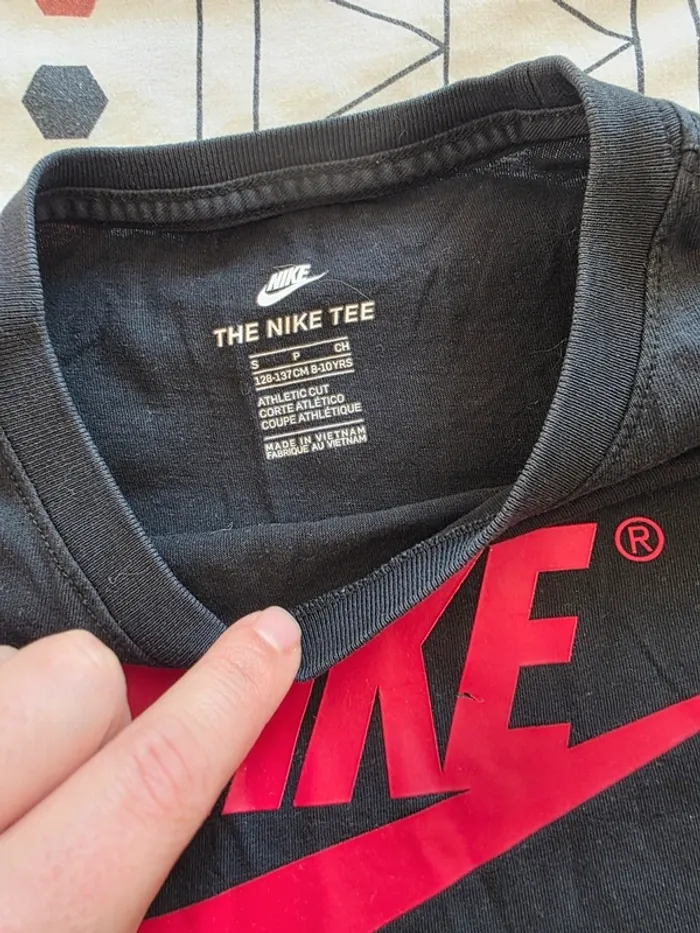 NIKE
THE NIKE TEE
S P CH
128-137CM 8-10YRS
ATHLETIC CUT
CORTE ATLÉTICO
COUPE ATHLÉTIQUE
MADE IN VIETNAM
FABRIQUÉ AU VIETNAM
IKE®